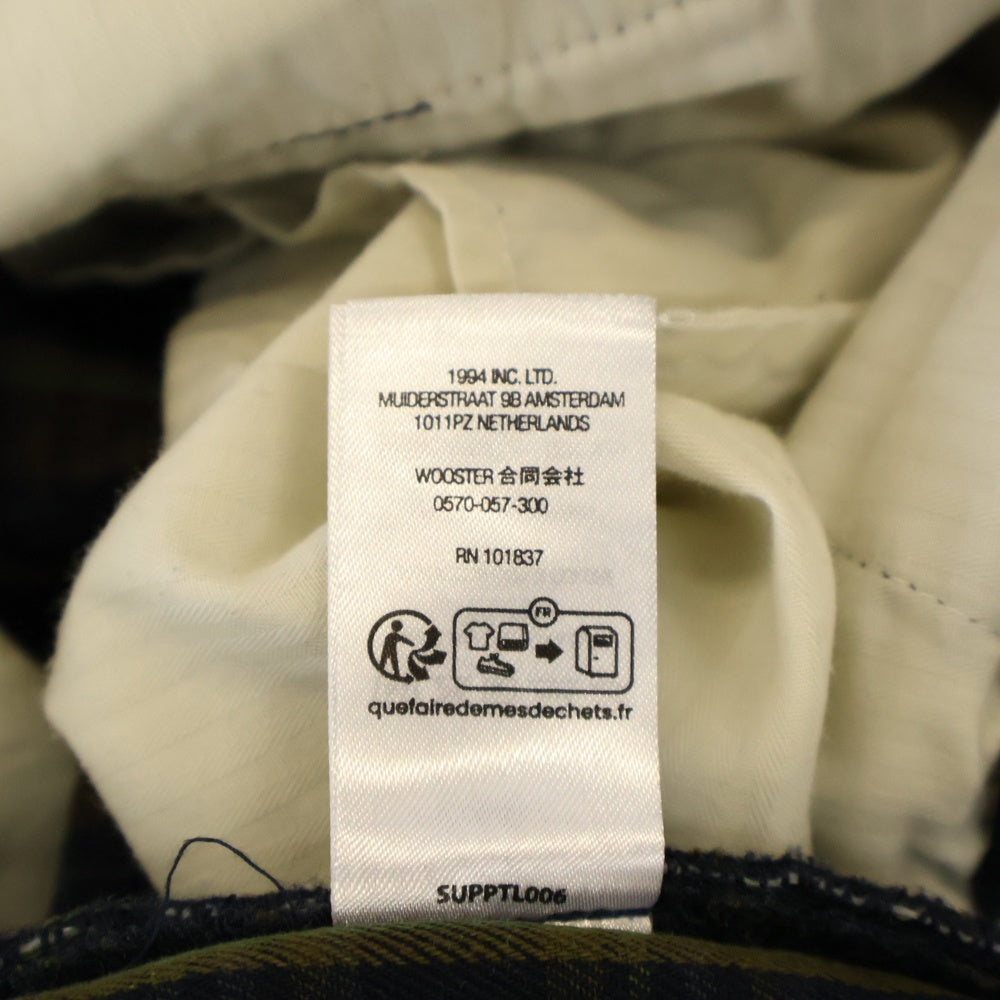 1994 INC. LTD.
MUIDERSTRAAT 9B AMSTERDAM
1011PZ NETHERLANDS
WOOSTER 合同会社
0570-057-300
RN 101837
FR
quefairedemesdechets.fr
SUPPTL006